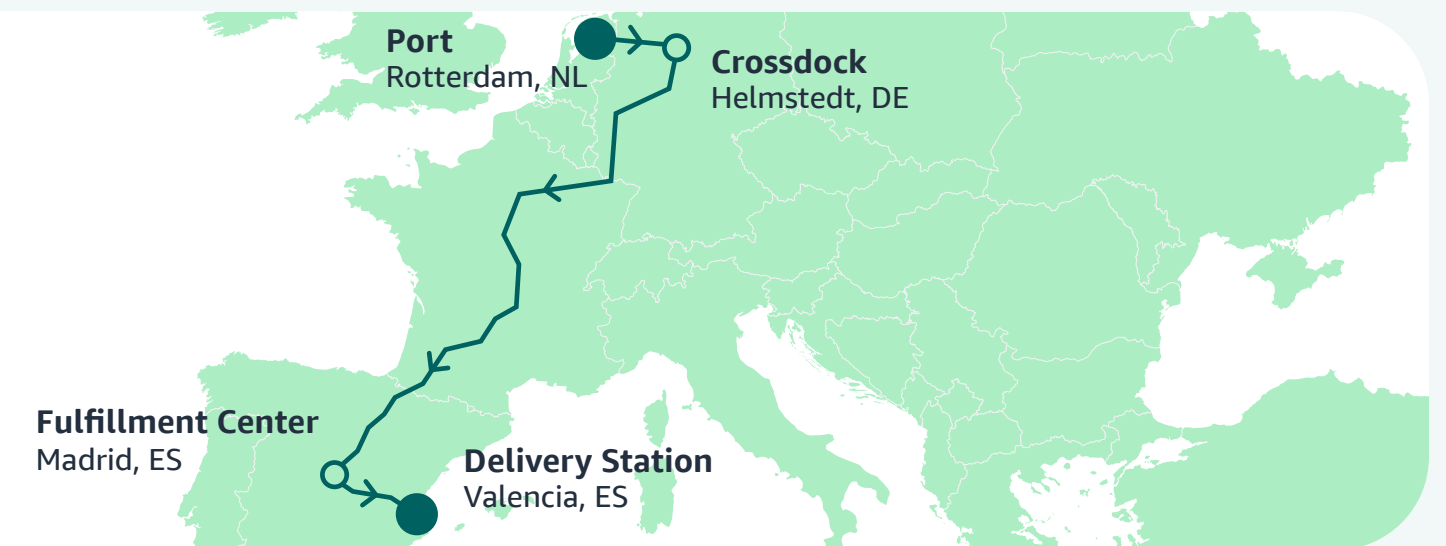 Port
Rotterdam, NL
Crossdock
Helmstedt, DE
Fulfillment Center
Madrid, ES
Delivery Station
Valencia, ES